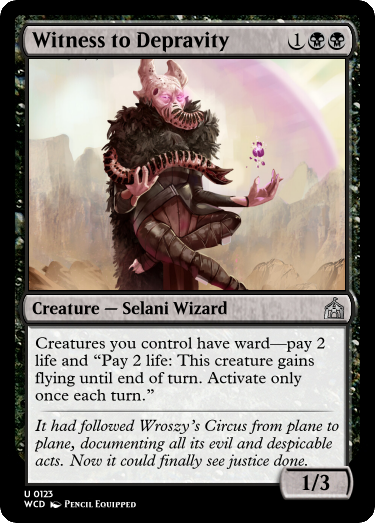 Witness to Depravity 1
Creature — Selani Wizard
Creatures you control have ward—pay 2
life and “Pay 2 life: This creature gains
flying until end of turn. Activate only
once each turn.”
It had followed Wroszy's Circus from plane to
plane, documenting all its evil and despicable
acts. Now it could finally see justice done.
1/3
U 0123
WCD Pencil Equipped